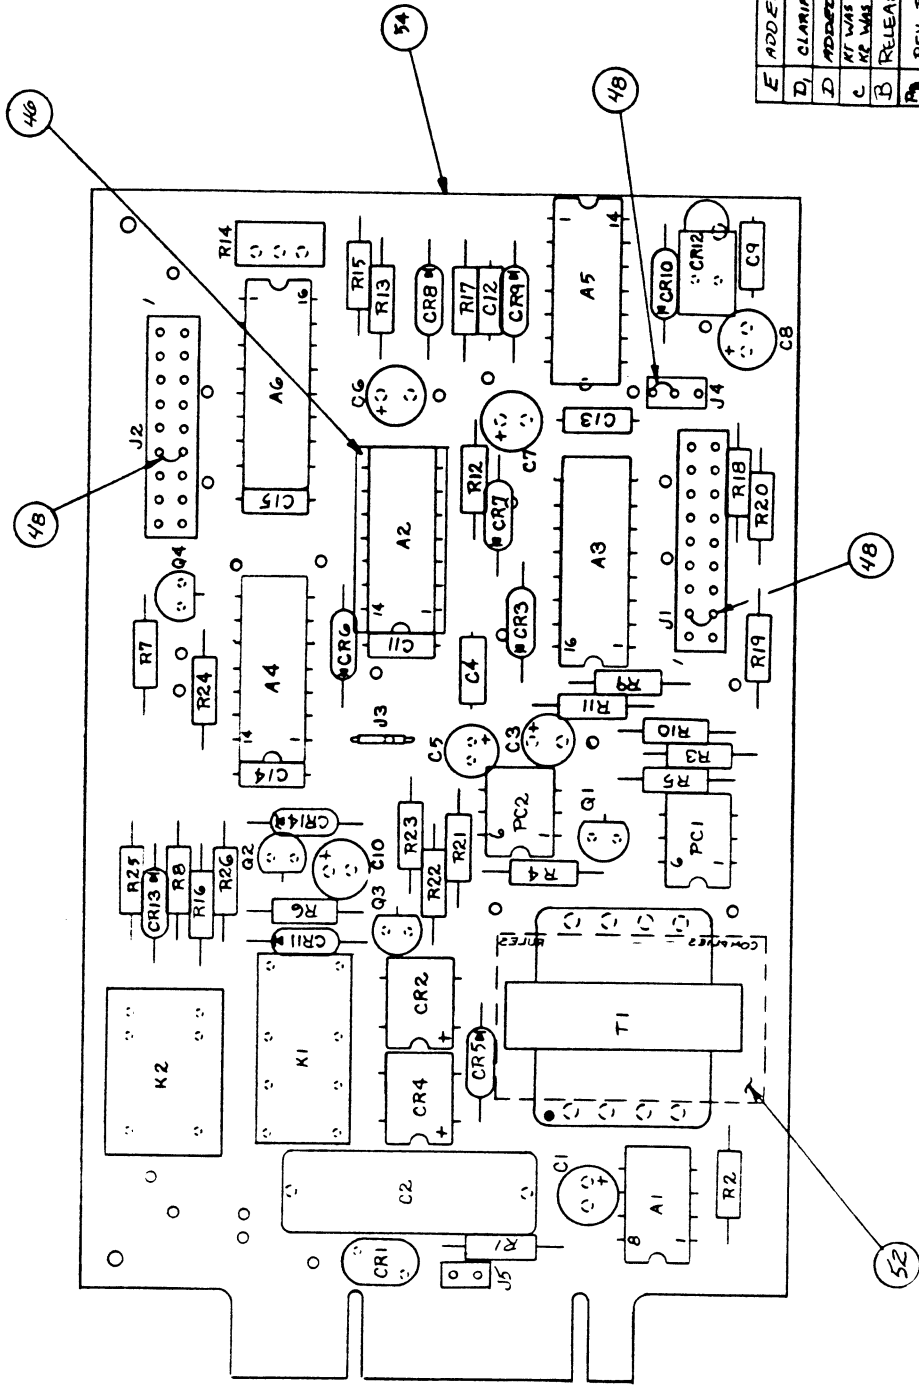 E ADDE
D1 CLARI
D ADDED
C K1 WAS
K2 WAS
B RELEA
46
54
48
48
48
52
J2
R14
R15
R13
A6
C15
Q4
R7
R24
A4
14
C14
16
C6
CR8
R17
C12
CR9
A5
14
CR10
CR12
C9
C8
J4
C13
C7
R12
CR7
A2
14
C11
CR6
CR3
A3
16
R18
R20
J1
R19
C4
J3
C5
C3
R9
R11
R10
R3
R5
PC2
6
PC1
6
Q1
R4
R25
CR13
R8
R16
R26
Q2
CR14
C10
R6
CR11
Q3
R23
R22
R21
K2
K1
CR2
CR4
CR5
T1
C2
C1
A1
8
R2
R1
CR1
J5